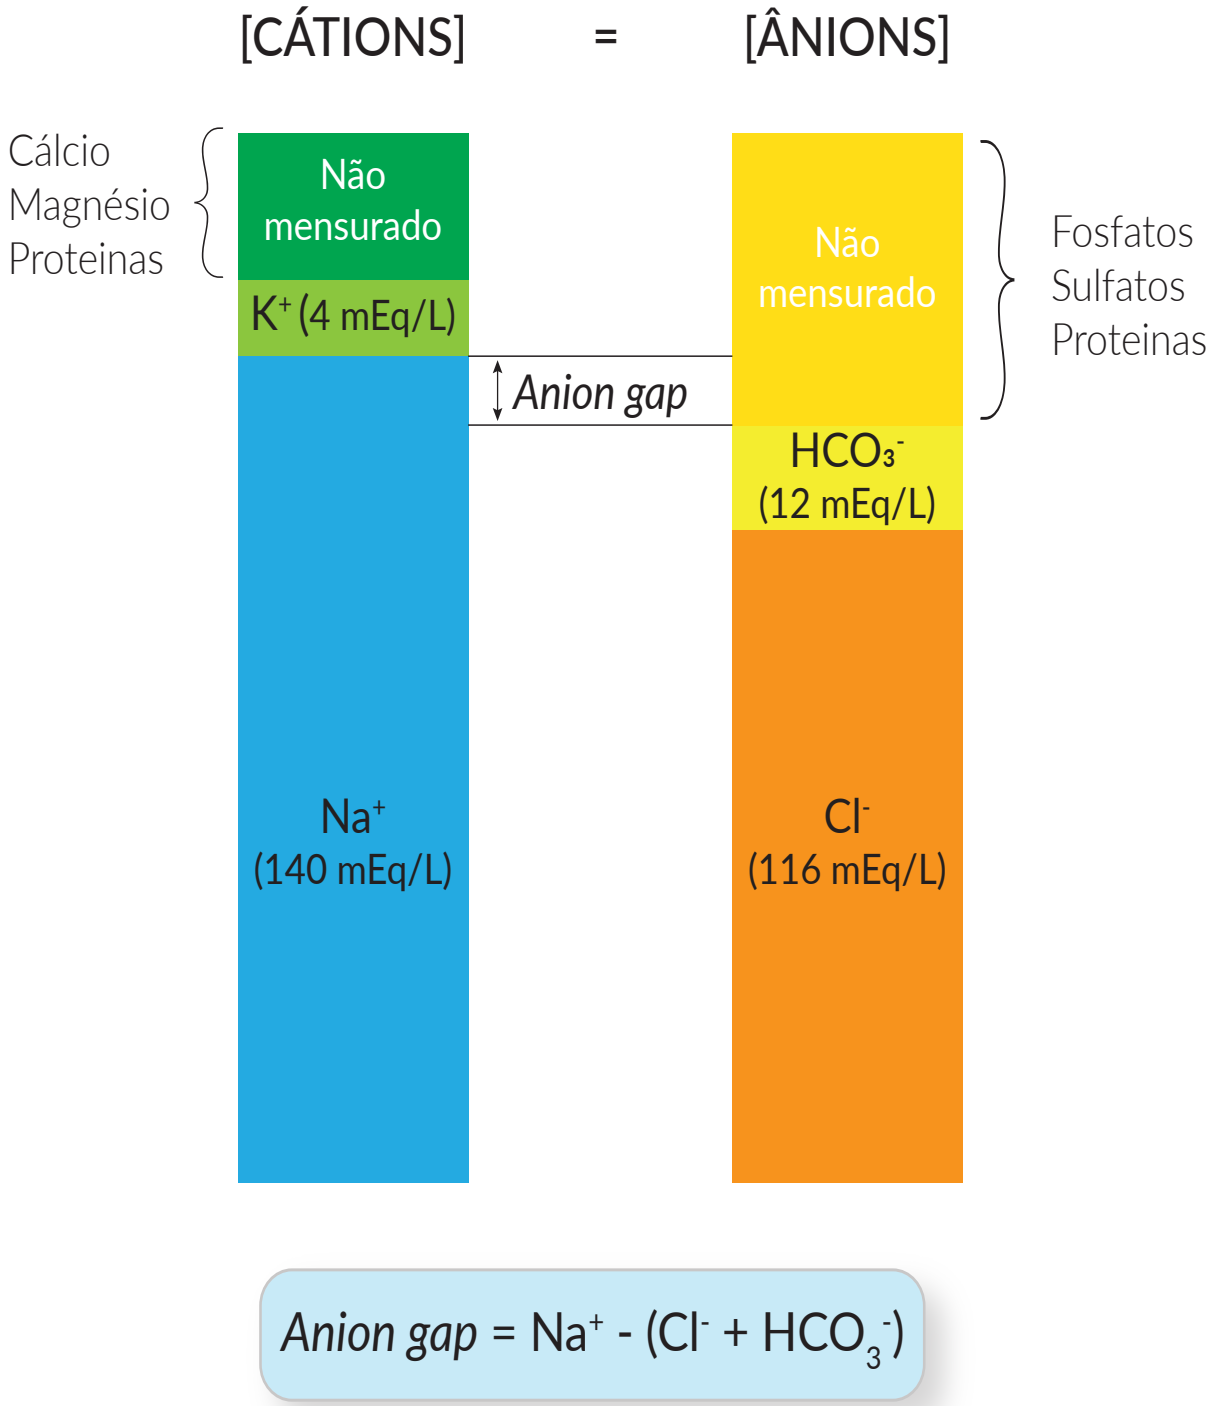 [CÁTIONS] = [ÂNIONS]
Cálcio
Magnésio
Proteinas
Não
mensurado
K⁺ (4 mEq/L)
Na⁺
(140 mEq/L)
Anion gap
Não
mensurado
HCO₃⁻
(12 mEq/L)
Cl⁻
(116 mEq/L)
Fosfatos
Sulfatos
Proteinas
Anion gap = Na⁺ - (Cl⁻ + HCO₃⁻)